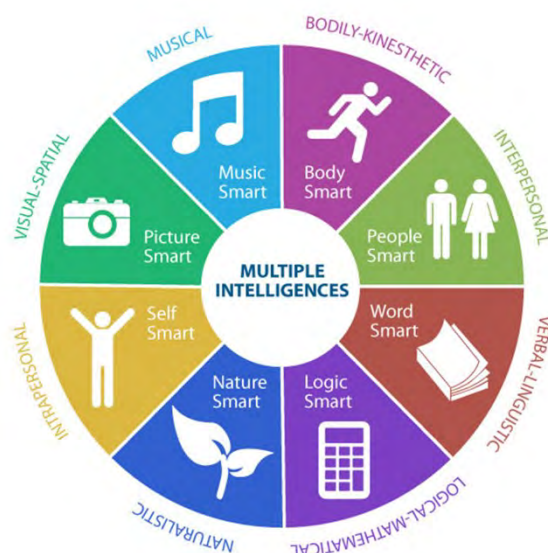 MUSICAL
BODILY-KINESTHETIC
VISUAL-SPATIAL
INTERPERSONAL
Music
Smart
Body
Smart
Picture
Smart
People
Smart
MULTIPLE
INTELLIGENCES
Self
Smart
Word
Smart
Nature
Smart
Logic
Smart
INTRAPERSONAL
VERBAL-LINGUISTIC
NATURALISTIC
LOGICAL-MATHEMATICAL